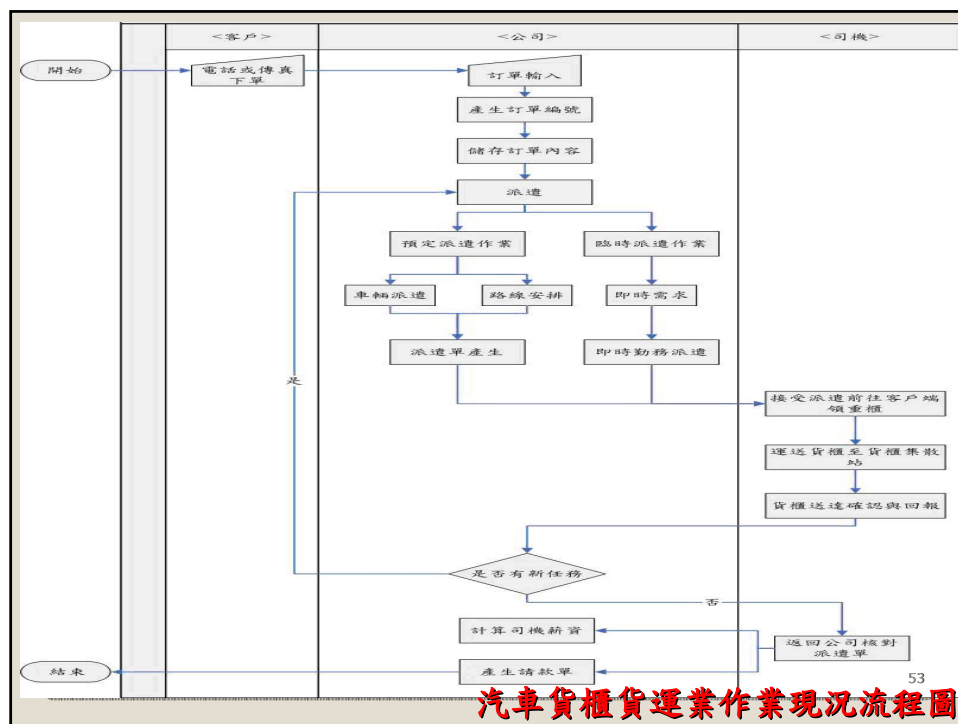 <客戶>
<公司>
<司機>
開始
電話或傳真
下單
訂單輸入
產生訂單編號
儲存訂單內容
派遣
預定派遣作業
臨時派遣作業
車輛派遣
路線安排
即時需求
派遣單產生
即時勤務派遣
是
接受派遣前往客戶端
領重櫃
運送貨櫃至貨櫃集散
站
貨櫃送達確認與回報
是否有新任務
否
計算司機薪資
返回公司核對
派遣單
結束
產生請款單
53
汽車貨櫃貨運業作業現況流程圖